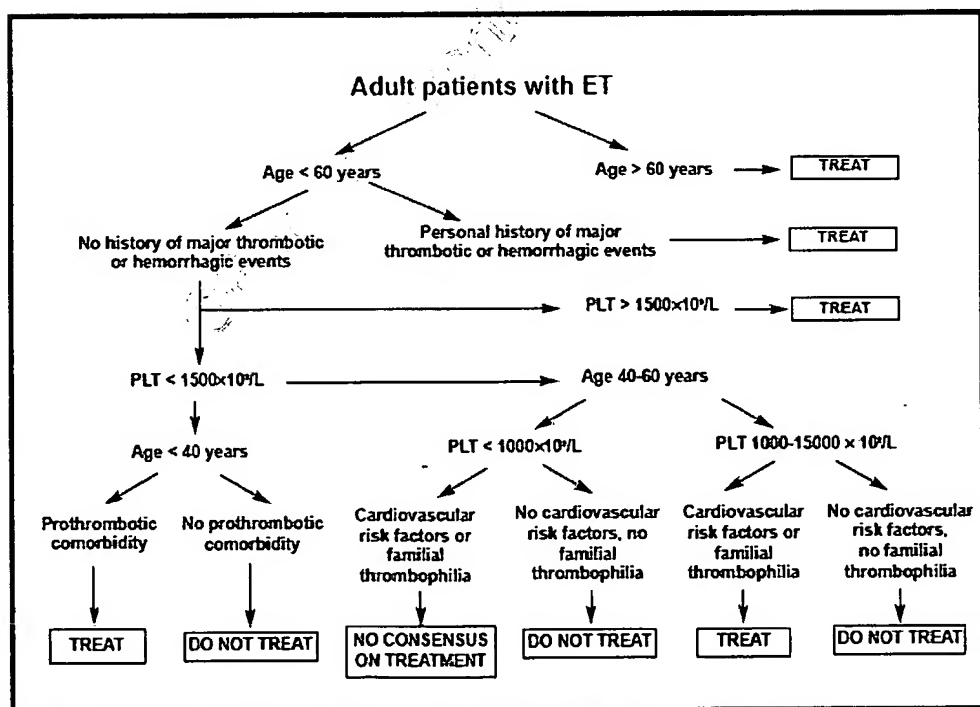 Adult patients with ET
Age < 60 years
Age > 60 years
TREAT
No history of major thrombotic
or hemorrhagic events
Personal history of major
thrombotic or hemorrhagic events
TREAT
PLT > 1500×10⁹/L
TREAT
PLT < 1500×10⁹/L
Age 40-60 years
Age < 40 years
PLT < 1000×10⁹/L
PLT 1000-15000 × 10⁹/L
Prothrombotic
comorbidity
No prothrombotic
comorbidity
Cardiovascular
risk factors or
familial
thrombophilia
No cardiovascular
risk factors, no
familial
thrombophilia
Cardiovascular
risk factors or
familial
thrombophilia
No cardiovascular
risk factors,
no familial
thrombophilia
TREAT
DO NOT TREAT
NO CONSENSUS
ON TREATMENT
DO NOT TREAT
TREAT
DO NOT TREAT